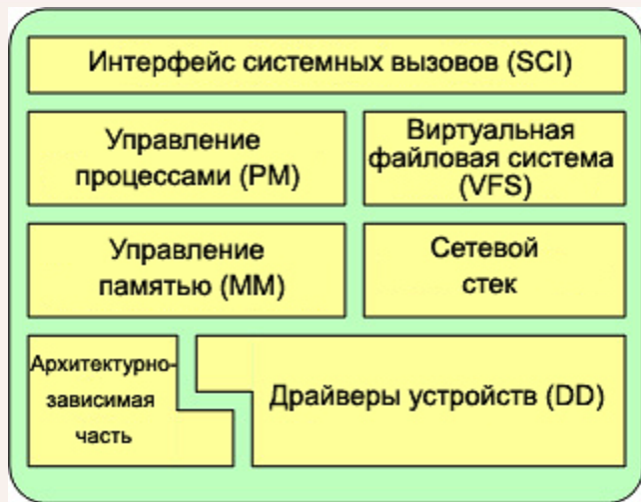 Интерфейс системных вызовов (SCI)
Управление
процессами (PM)
Виртуальная
файловая система
(VFS)
Управление
памятью (MM)
Сетевой
стек
Архитектурно-
зависимая
часть
Драйверы устройств (DD)